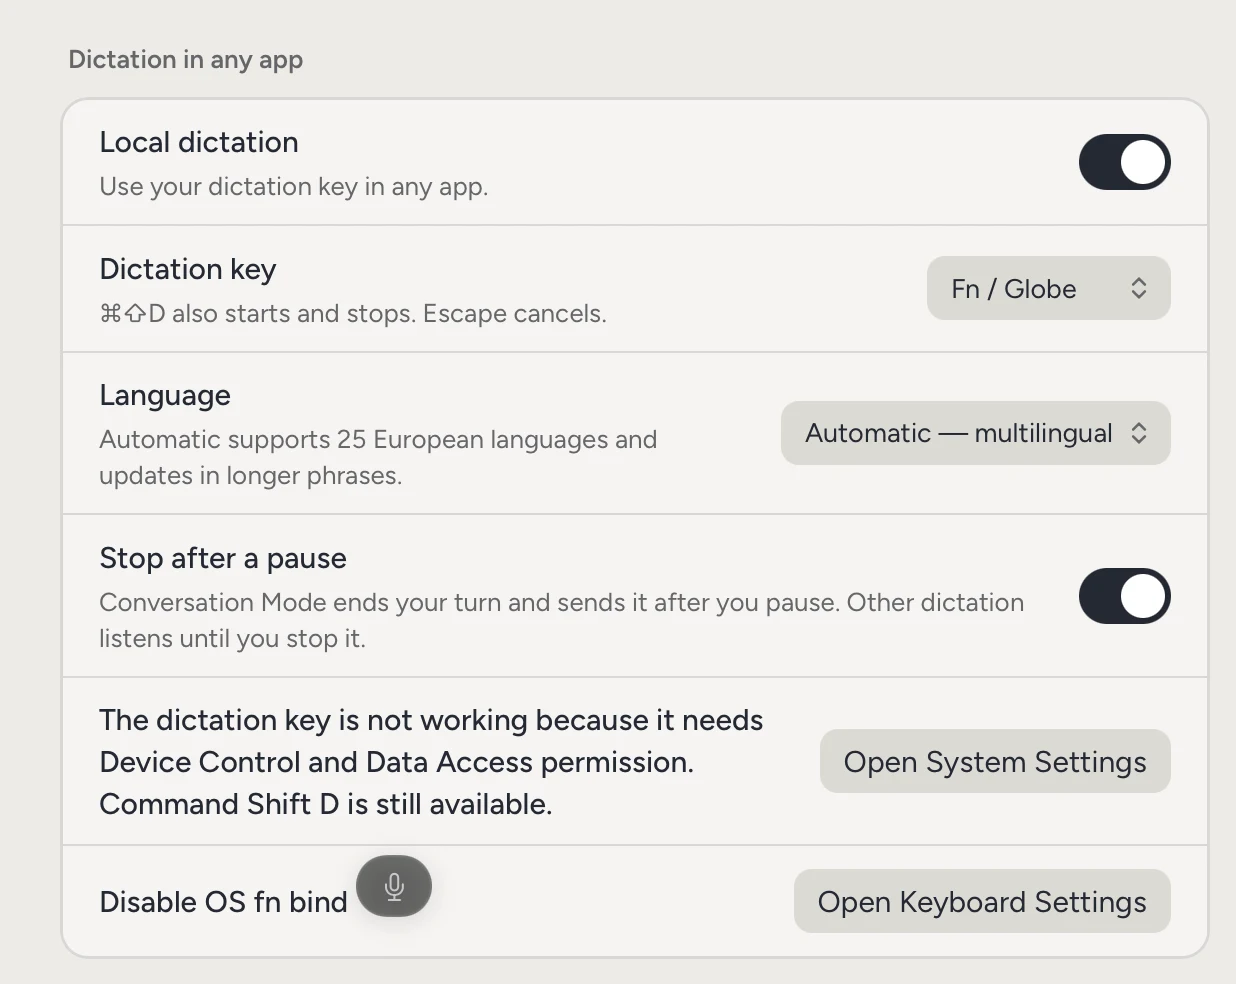 Dictation in any app
Local dictation
Use your dictation key in any app.
Dictation key
⌘⇧D also starts and stops. Escape cancels.
Fn / Globe
Language
Automatic supports 25 European languages and
updates in longer phrases.
Automatic — multilingual
Stop after a pause
Conversation Mode ends your turn and sends it after you pause. Other dictation
listens until you stop it.
The dictation key is not working because it needs
Device Control and Data Access permission.
Command Shift D is still available.
Open System Settings
Disable OS fn bind
Open Keyboard Settings